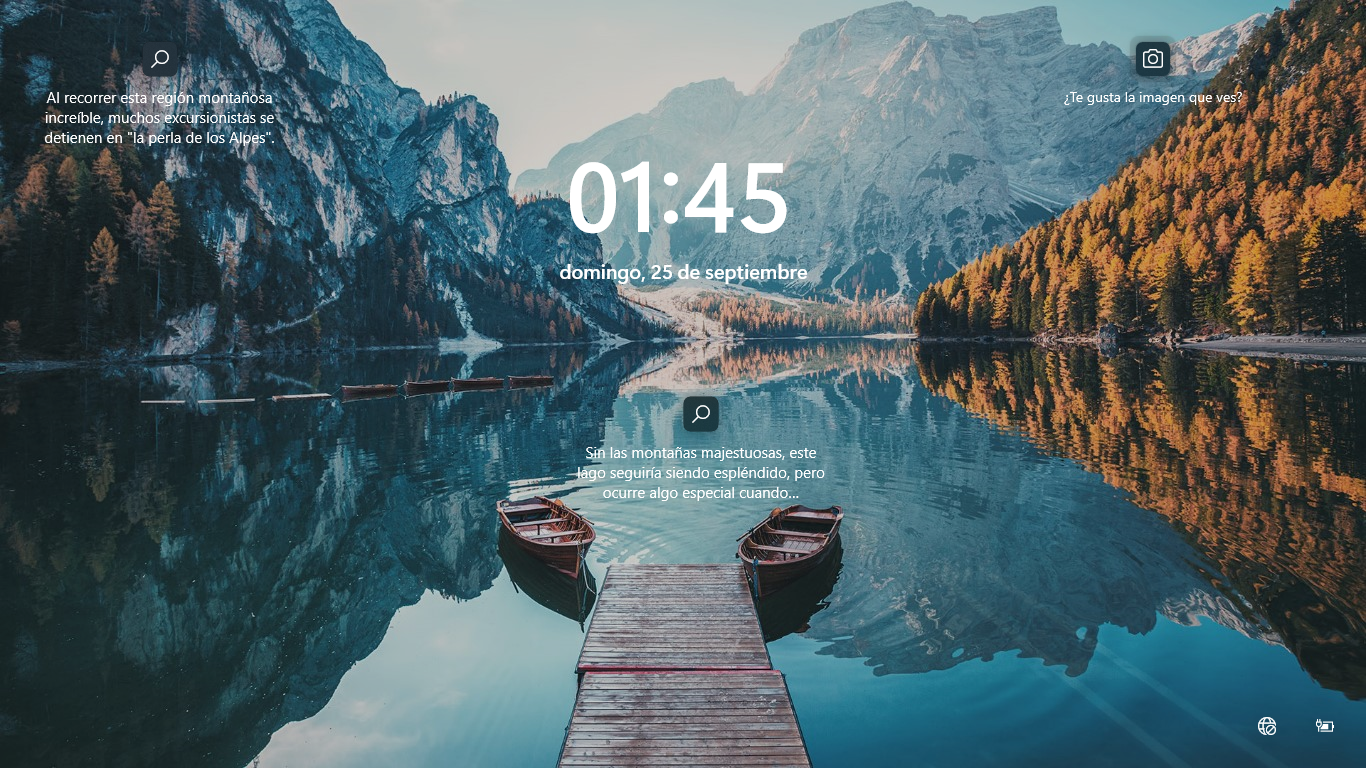 Al recorrer esta región montañosa
increíble, muchos excursionistas se
detienen en "la perla de los Alpes".
¿Te gusta la imagen que ves?
01:45
domingo, 25 de septiembre
Sin las montañas majestuosas, este
lago seguiría siendo espléndido, pero
ocurre algo especial cuando...